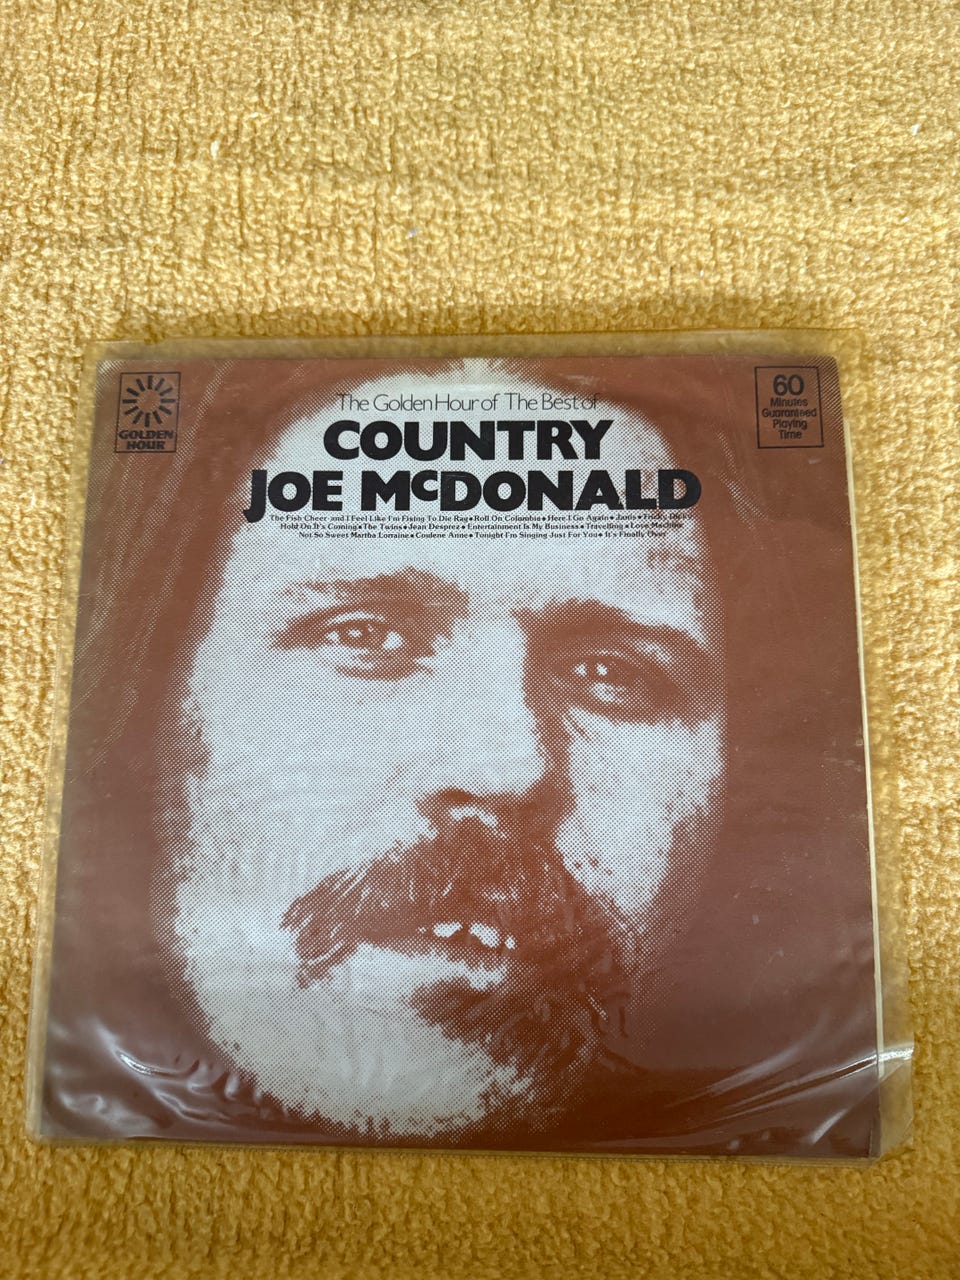 The Golden Hour of The Best of
COUNTRY
JOE McDONALD
The Fish Cheer and I Feel Like I'm Fixing To Die Rag • Roll On Columbia • Here I Go Again • Janis •
Hold On It's Coming • The Twins • Jean Desprez • Entertainment Is My Business • Travelling • Love Machine
Not So Sweet Martha Lorraine • Coulene Anne • Tonight I'm Singing Just For You • It's Finally Over
GOLDEN
HOUR
60
Minutes
Guaranteed
Playing
Time